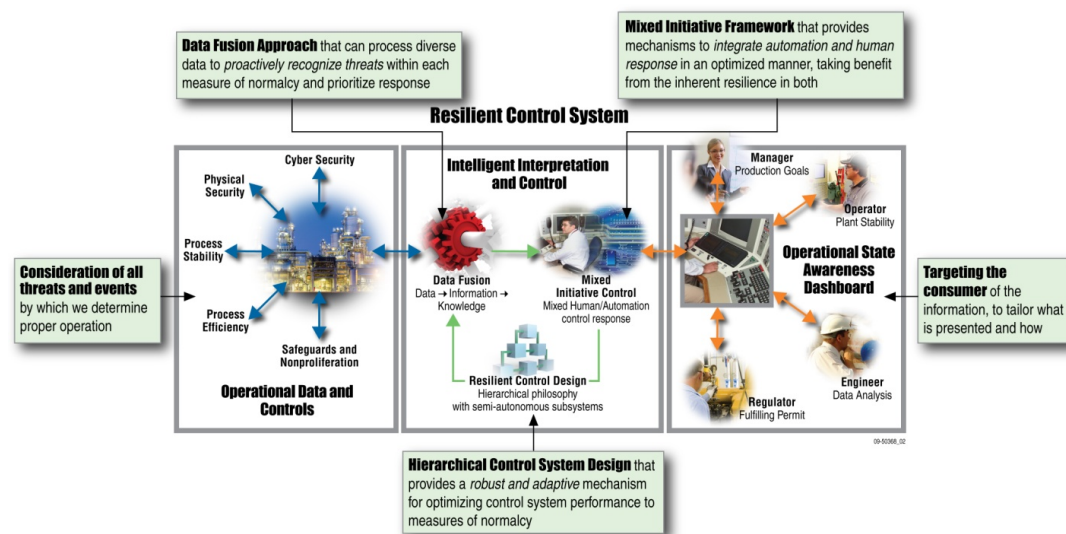 Data Fusion Approach that can process diverse
data to proactively recognize threats within each
measure of normalcy and prioritize response
Mixed Initiative Framework that provides
mechanisms to integrate automation and human
response in an optimized manner, taking benefit
from the inherent resilience in both
Resilient Control System
Consideration of all
threats and events
by which we determine
proper operation
Cyber Security
Physical
Security
Process
Stability
Process
Efficiency
Safeguards and
Nonproliferation
Operational Data and
Controls
Intelligent Interpretation
and Control
Data Fusion
Data → Information →
Knowledge
Mixed
Initiative Control
Mixed Human/Automation
control response
Resilient Control Design
Hierarchical philosophy
with semi-autonomous subsystems
Manager
Production Goals
Operator
Plant Stability
Operational State
Awareness
Dashboard
Engineer
Data Analysis
Regulator
Fulfilling Permit
Targeting the
consumer of the
information, to tailor what
is presented and how
09-50368_02
Hierarchical Control System Design that
provides a robust and adaptive mechanism
for optimizing control system performance to
measures of normalcy